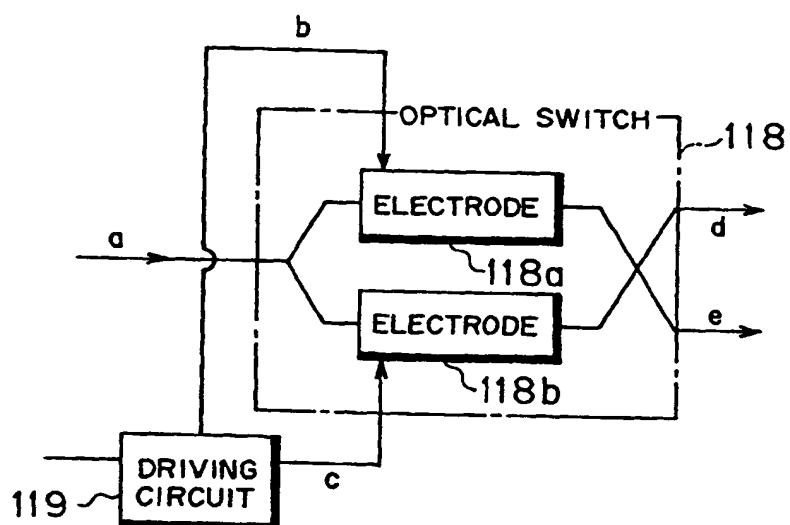 b
OPTICAL SWITCH
118
ELECTRODE
a
d
118a
ELECTRODE
e
118b
DRIVING
CIRCUIT
c
119